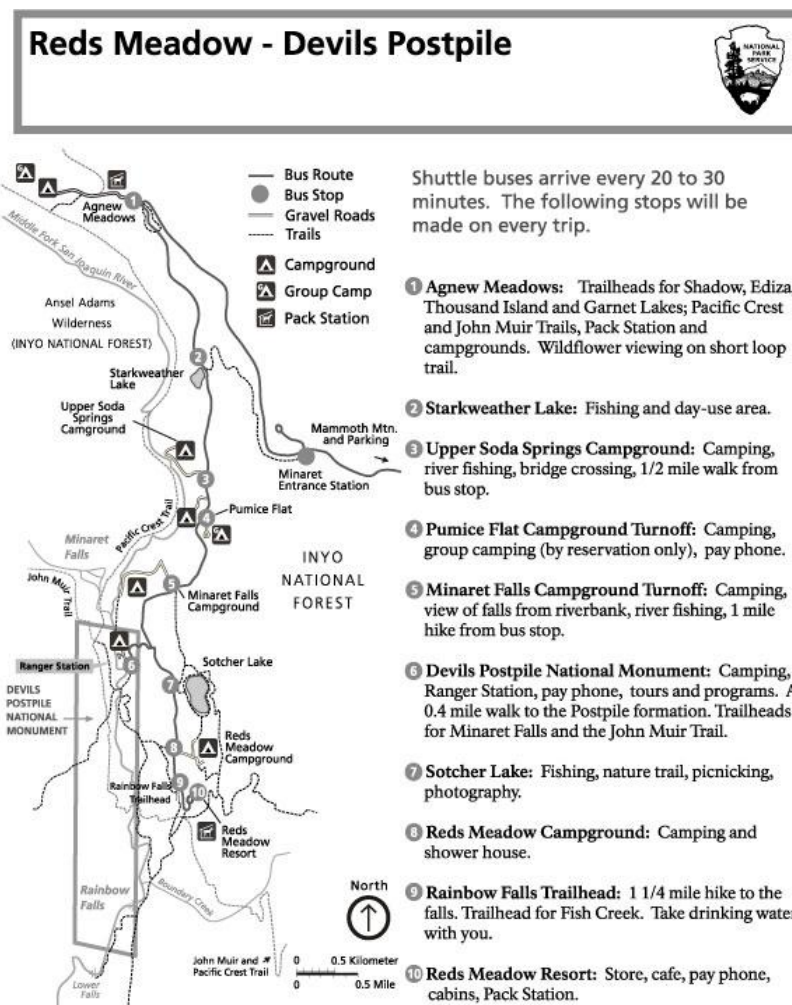 Reds Meadow - Devils Postpile
NATIONAL
PARK
SERVICE
Bus Route
Bus Stop
Gravel Roads
Trails
Campground
Group Camp
Pack Station
Agnew
Meadows
1
Middle Fork San Joaquin River
Ansel Adams
Wilderness
(INYO NATIONAL FOREST)
2
Starkweather
Lake
Upper Soda
Springs
Campground
Mammoth Mtn.
and Parking
Minaret
Entrance Station
3
Pacific Crest Trail
4
Pumice Flat
Minaret
Falls
INYO
NATIONAL
FOREST
John Muir
Trail
5
Minaret Falls
Campground
Ranger Station
6
Sotcher Lake
7
DEVILS
POSTPILE
NATIONAL
MONUMENT
8
Reds
Meadow
Campground
Rainbow Falls
Trailhead
9
10
Reds
Meadow
Resort
Rainbow
Falls
Boundary Creek
North
John Muir and
Pacific Crest Trail
0 0.5 Kilometer
0 0.5 Mile
Lower
Falls
Shuttle buses arrive every 20 to 30
minutes. The following stops will be
made on every trip.
1 Agnew Meadows: Trailheads for Shadow, Ediza
Thousand Island and Garnet Lakes; Pacific Crest
and John Muir Trails, Pack Station and
campgrounds. Wildflower viewing on short loop
trail.
2 Starkweather Lake: Fishing and day-use area.
3 Upper Soda Springs Campground: Camping,
river fishing, bridge crossing, 1/2 mile walk from
bus stop.
4 Pumice Flat Campground Turnoff: Camping,
group camping (by reservation only), pay phone.
5 Minaret Falls Campground Turnoff: Camping,
view of falls from riverbank, river fishing, 1 mile
hike from bus stop.
6 Devils Postpile National Monument: Camping,
Ranger Station, pay phone, tours and programs. A
0.4 mile walk to the Postpile formation. Trailheads
for Minaret Falls and the John Muir Trail.
7 Sotcher Lake: Fishing, nature trail, picnicking,
photography.
8 Reds Meadow Campground: Camping and
shower house.
9 Rainbow Falls Trailhead: 1 1/4 mile hike to the
falls. Trailhead for Fish Creek. Take drinking water
with you.
10 Reds Meadow Resort: Store, cafe, pay phone,
cabins, Pack Station.